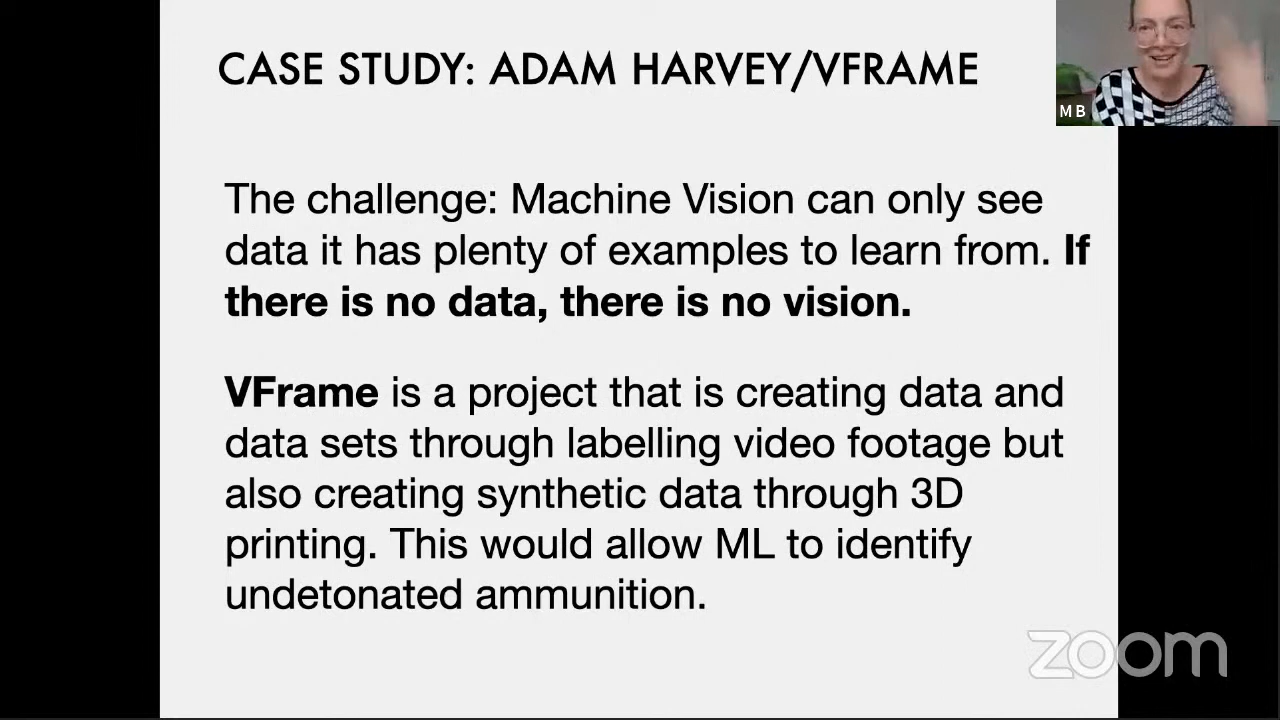 CASE STUDY: ADAM HARVEY/VFRAME
M B
The challenge: Machine Vision can only see
data it has plenty of examples to learn from. If
there is no data, there is no vision.
VFrame is a project that is creating data and
data sets through labelling video footage but
also creating synthetic data through 3D
printing. This would allow ML to identify
undetonated ammunition.
zoom